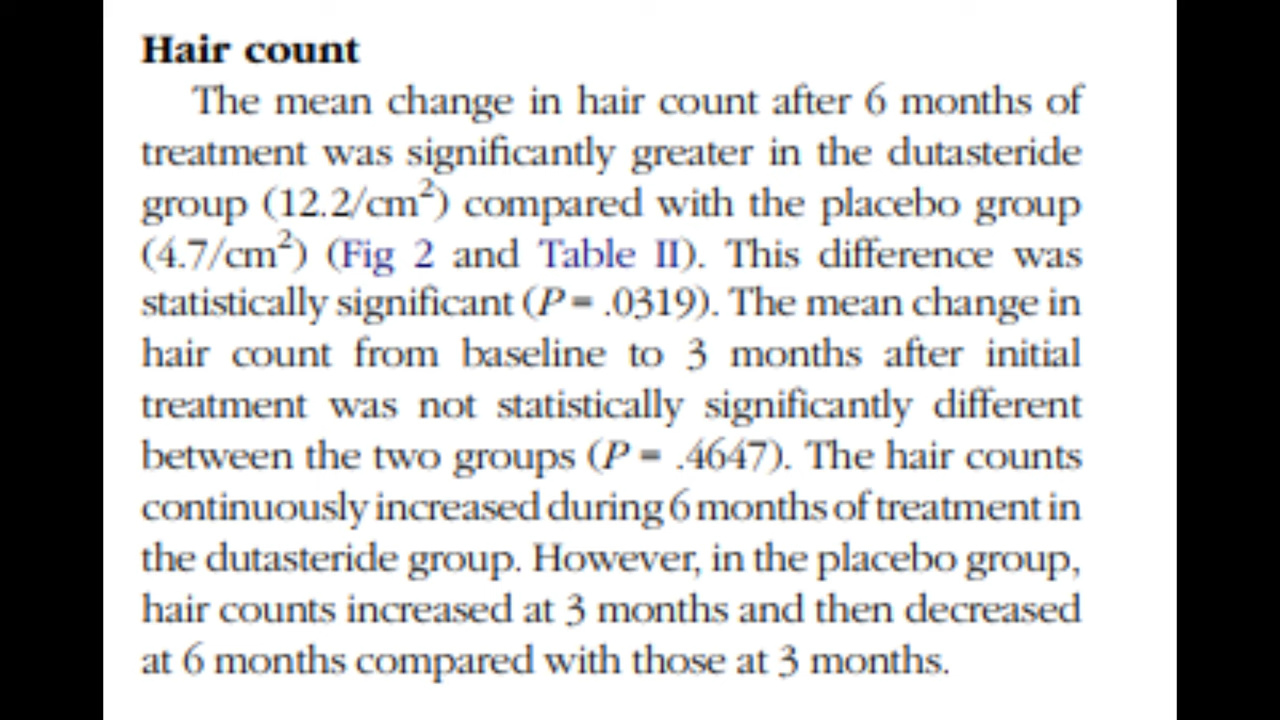 Hair count
The mean change in hair count after 6 months of
treatment was significantly greater in the dutasteride
group (12.2/cm²) compared with the placebo group
(4.7/cm²) (Fig 2 and Table II). This difference was
statistically significant (P = .0319). The mean change in
hair count from baseline to 3 months after initial
treatment was not statistically significantly different
between the two groups (P = .4647). The hair counts
continuously increased during 6 months of treatment in
the dutasteride group. However, in the placebo group,
hair counts increased at 3 months and then decreased
at 6 months compared with those at 3 months.